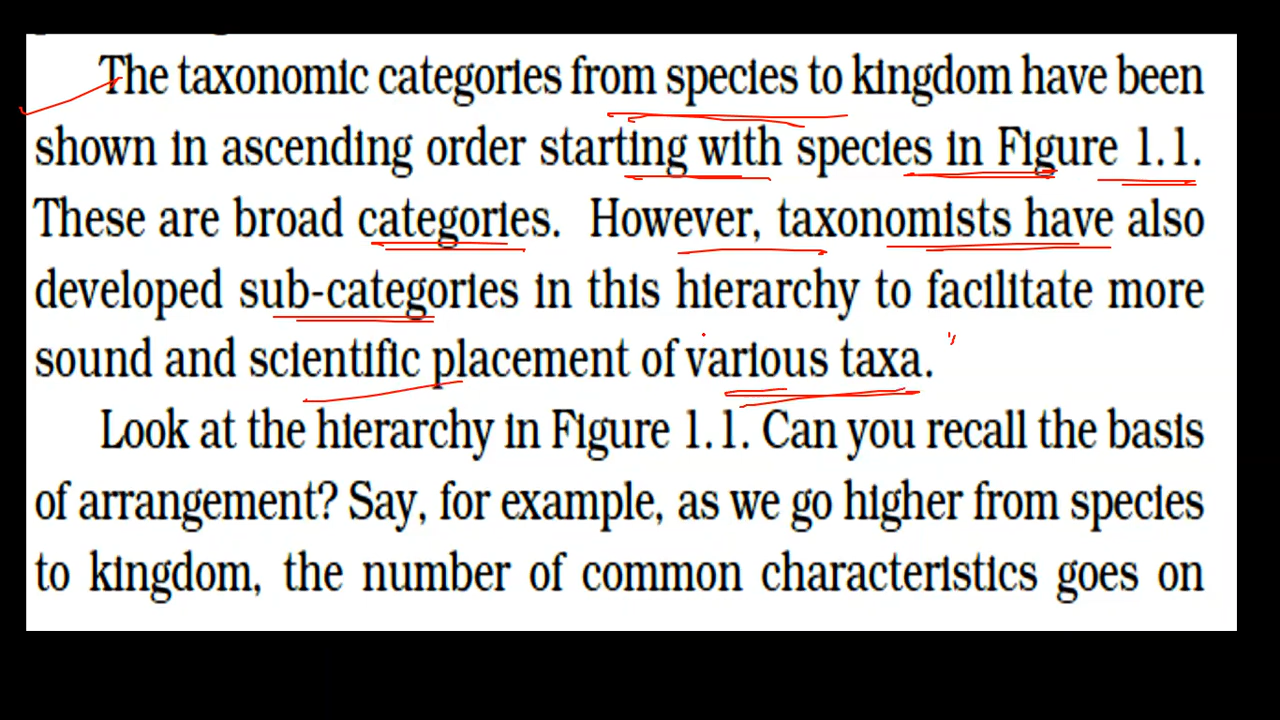 The taxonomic categories from species to kingdom have been
shown in ascending order starting with species in Figure 1.1.
These are broad categories. However, taxonomists have also
developed sub-categories in this hierarchy to facilitate more
sound and scientific placement of various taxa.
Look at the hierarchy in Figure 1.1. Can you recall the basis
of arrangement? Say, for example, as we go higher from species
to kingdom, the number of common characteristics goes on